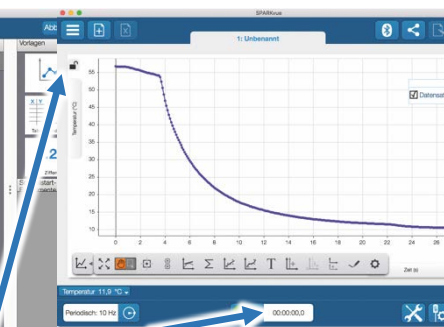 SPARKvue
Abb
1: Unbenannt
Vorlagen
Datensat
Temperatur (°C)
55
50
45
40
35
30
25
20
15
10
0 2 4 6 8 10 12 14 16 18 20 22 24 26
Zeit (s)
Temperatur 11,9 °C
Periodisch: 10 Hz
00:00:00,0